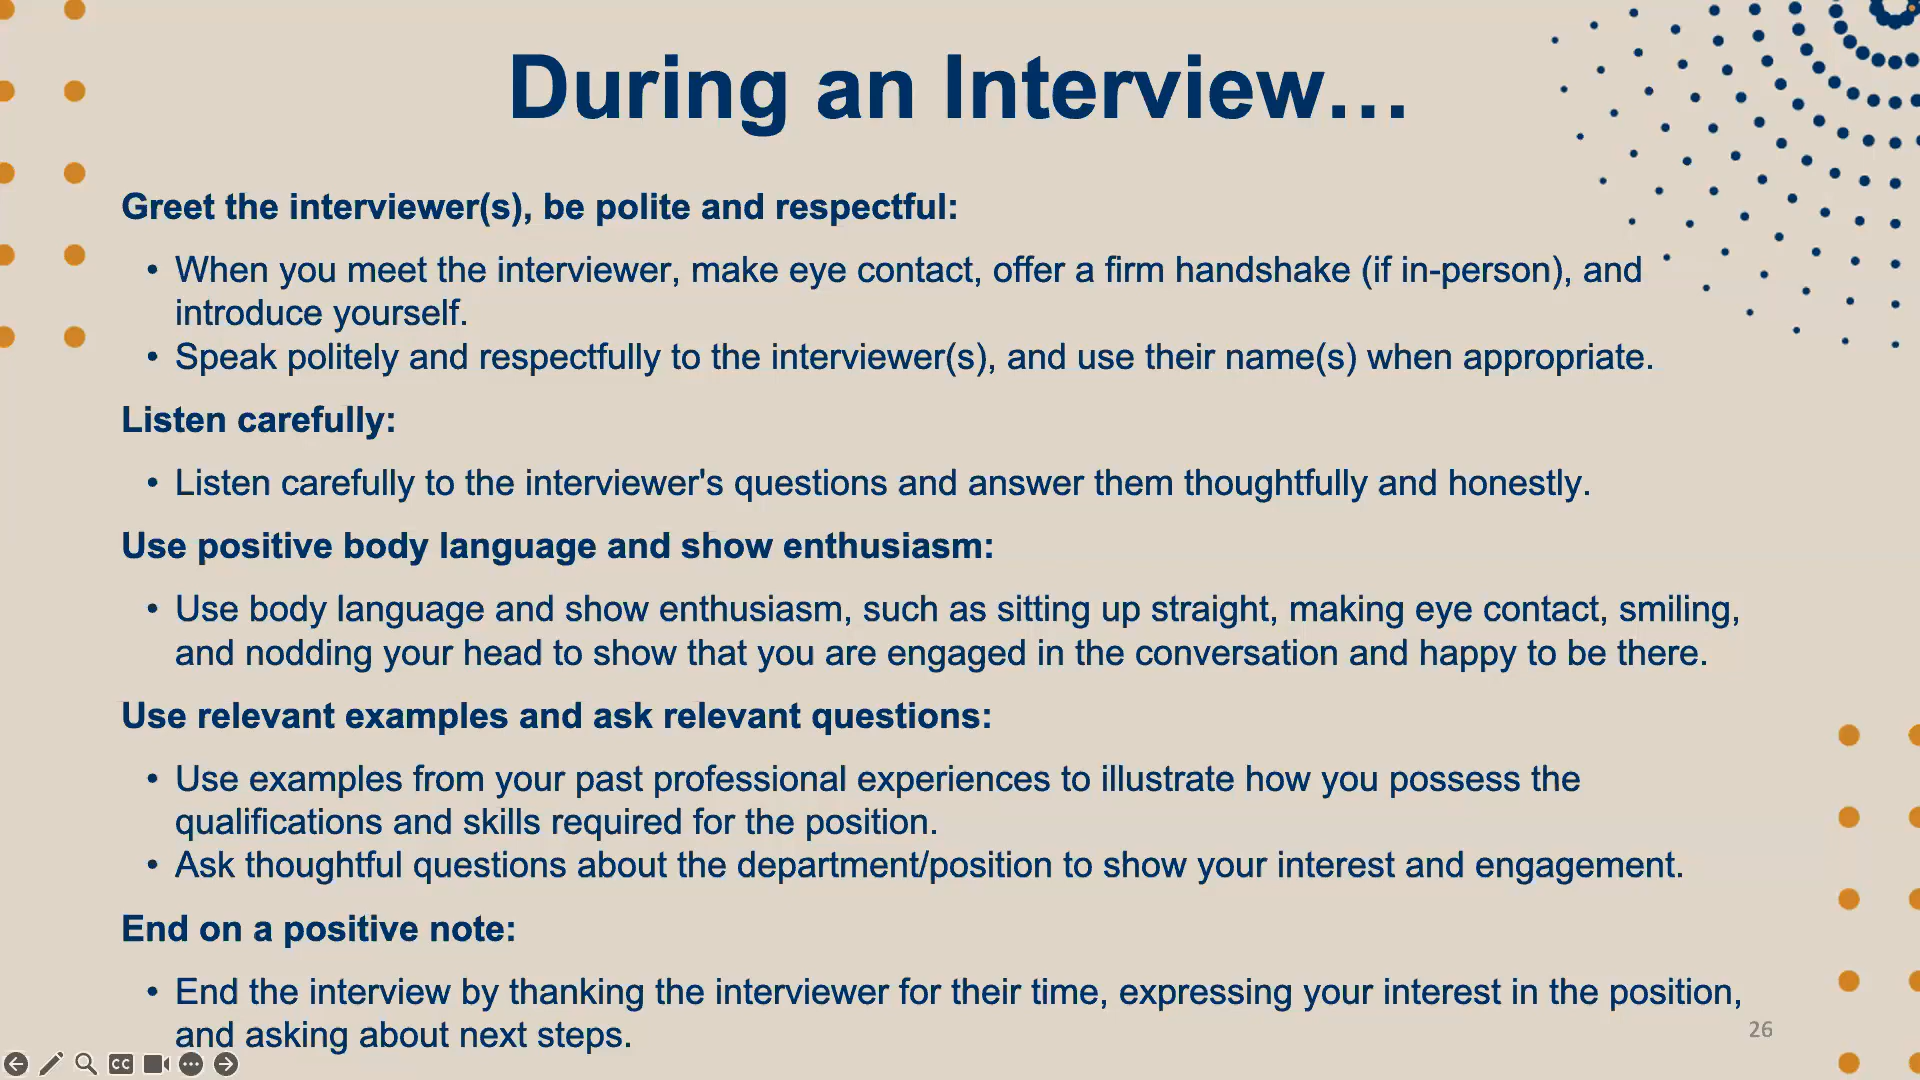 During an Interview…
Greet the interviewer(s), be polite and respectful:
• When you meet the interviewer, make eye contact, offer a firm handshake (if in-person), and
introduce yourself.
• Speak politely and respectfully to the interviewer(s), and use their name(s) when appropriate.
Listen carefully:
• Listen carefully to the interviewer's questions and answer them thoughtfully and honestly.
Use positive body language and show enthusiasm:
• Use body language and show enthusiasm, such as sitting up straight, making eye contact, smiling,
and nodding your head to show that you are engaged in the conversation and happy to be there.
Use relevant examples and ask relevant questions:
• Use examples from your past professional experiences to illustrate how you possess the
qualifications and skills required for the position.
• Ask thoughtful questions about the department/position to show your interest and engagement.
End on a positive note:
• End the interview by thanking the interviewer for their time, expressing your interest in the position,
and asking about next steps.
26
CC